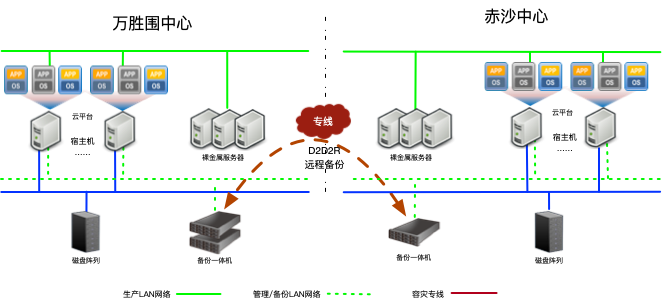 万胜围中心
赤沙中心
APP APP APP APP APP APP
OS OS OS OS OS OS
APP APP APP APP APP APP
OS OS OS OS OS OS
云平台
宿主机
......
裸金属服务器
专线
D2D2R
远程备份
裸金属服务器
云平台
宿主机
......
磁盘阵列
备份一体机
备份一体机
磁盘阵列
生产LAN网络
管理/备份LAN网络
容灾专线